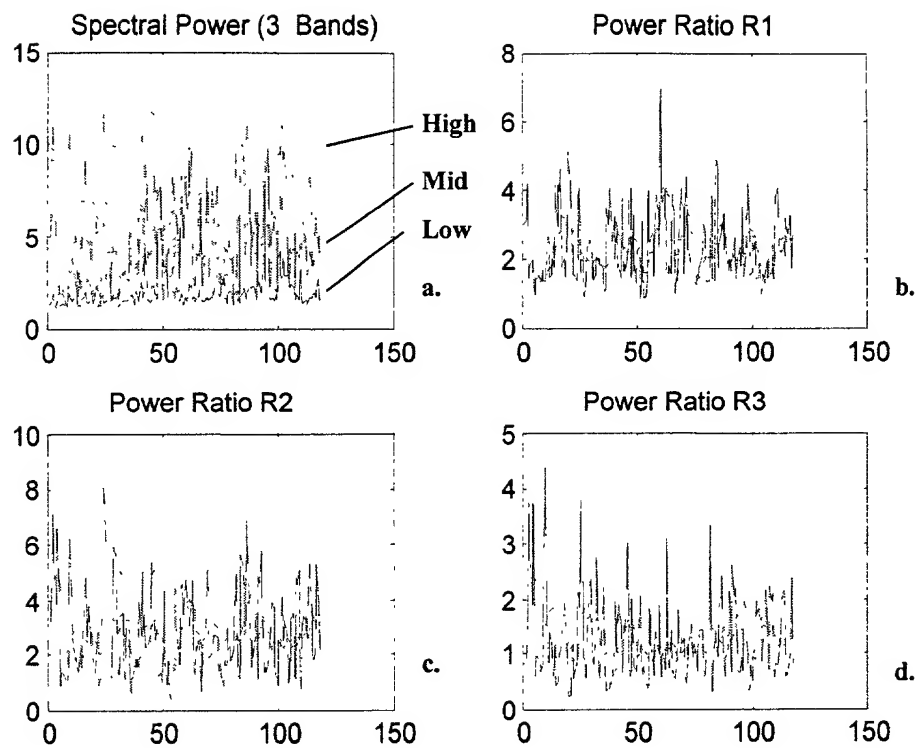 Spectral Power (3 Bands)
15
10
5
0
0 50 100 150
High
Mid
Low
a.
Power Ratio R1
8
6
4
2
0
0 50 100 150
b.
Power Ratio R2
10
8
6
4
2
0
0 50 100 150
c.
Power Ratio R3
5
4
3
2
1
0
0 50 100 150
d.